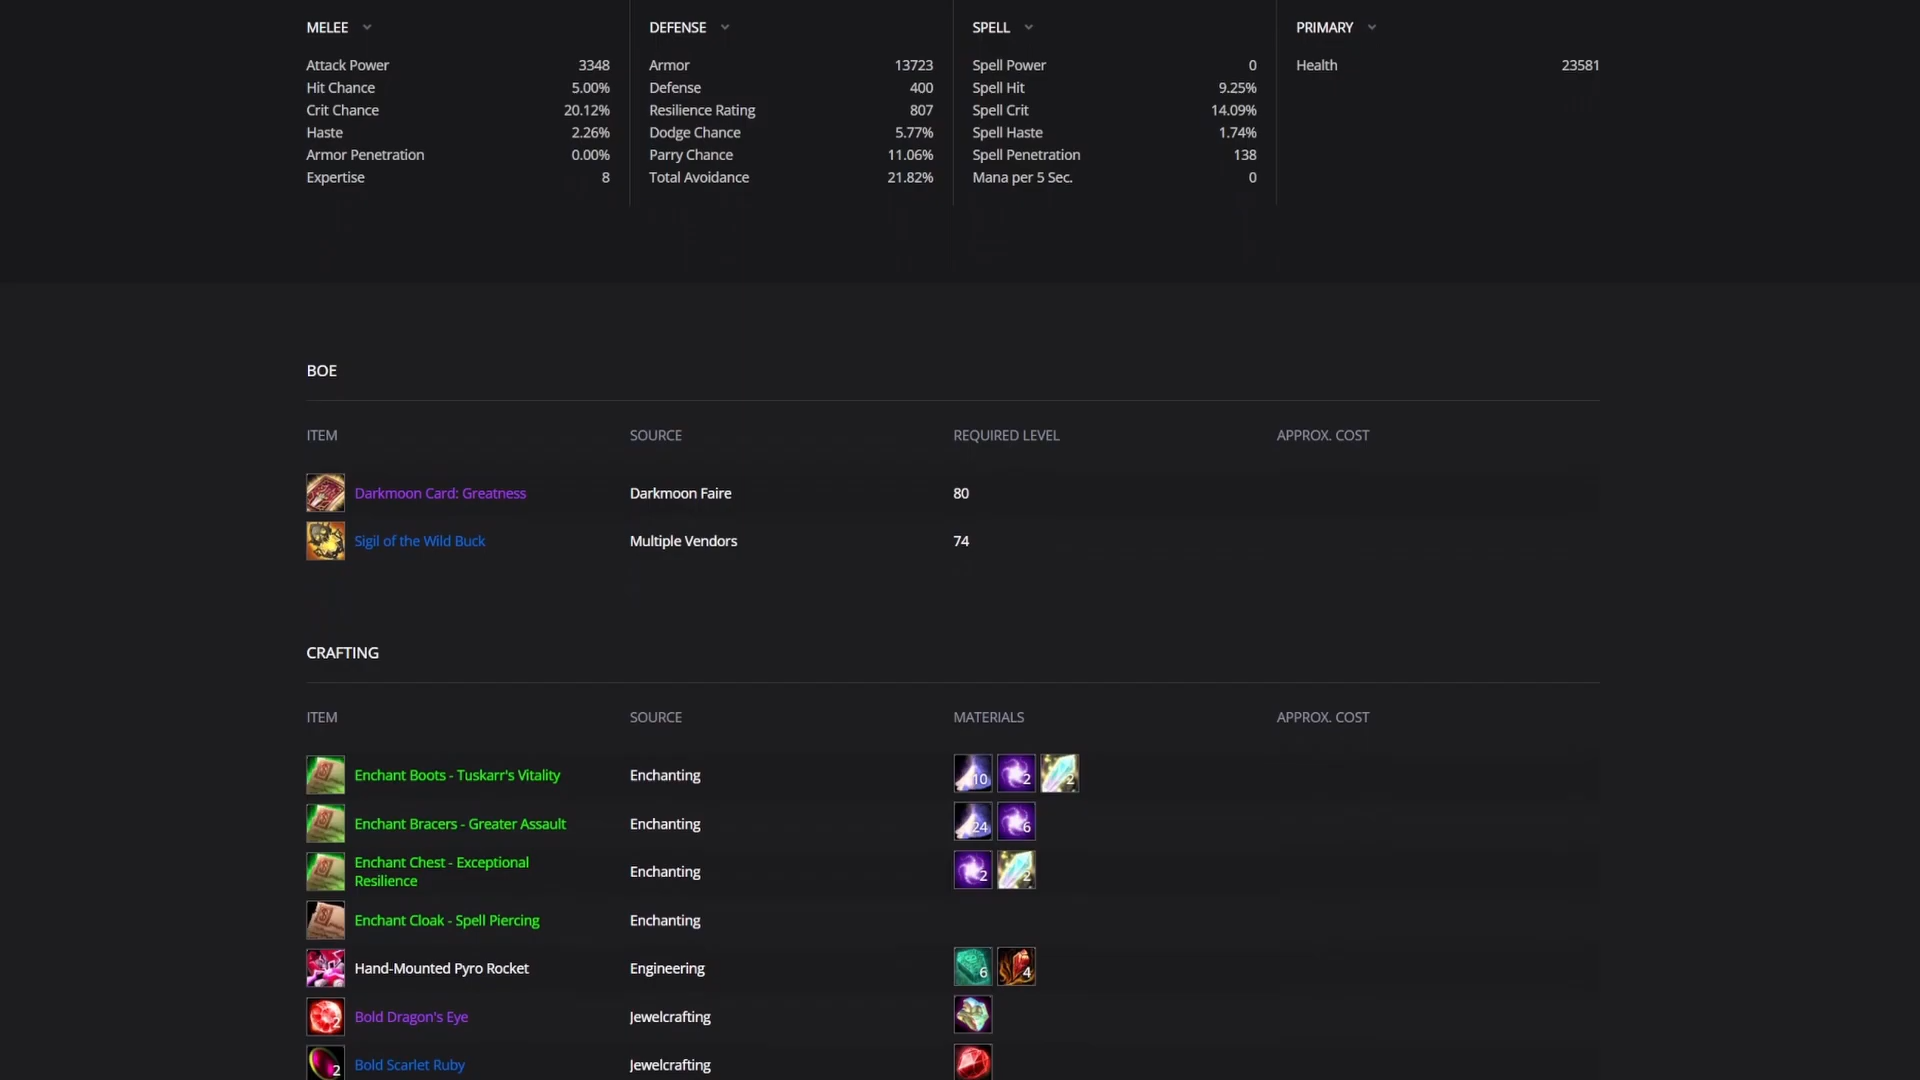 MELEE
Attack Power 3348
Hit Chance 5.00%
Crit Chance 20.12%
Haste 2.26%
Armor Penetration 0.00%
Expertise 8
DEFENSE
Armor 13723
Defense 400
Resilience Rating 807
Dodge Chance 5.77%
Parry Chance 11.06%
Total Avoidance 21.82%
SPELL
Spell Power 0
Spell Hit 9.25%
Spell Crit 14.09%
Spell Haste 1.74%
Spell Penetration 138
Mana per 5 Sec. 0
PRIMARY
Health 23581
BOE
ITEM SOURCE REQUIRED LEVEL APPROX. COST
Darkmoon Card: Greatness Darkmoon Faire 80
Sigil of the Wild Buck Multiple Vendors 74
CRAFTING
ITEM SOURCE MATERIALS APPROX. COST
Enchant Boots - Tuskarr's Vitality Enchanting 10 2 2
Enchant Bracers - Greater Assault Enchanting 24 6
Enchant Chest - Exceptional
Resilience Enchanting 2 2
Enchant Cloak - Spell Piercing Enchanting
Hand-Mounted Pyro Rocket Engineering 6 4
2 Bold Dragon's Eye Jewelcrafting
2 Bold Scarlet Ruby Jewelcrafting